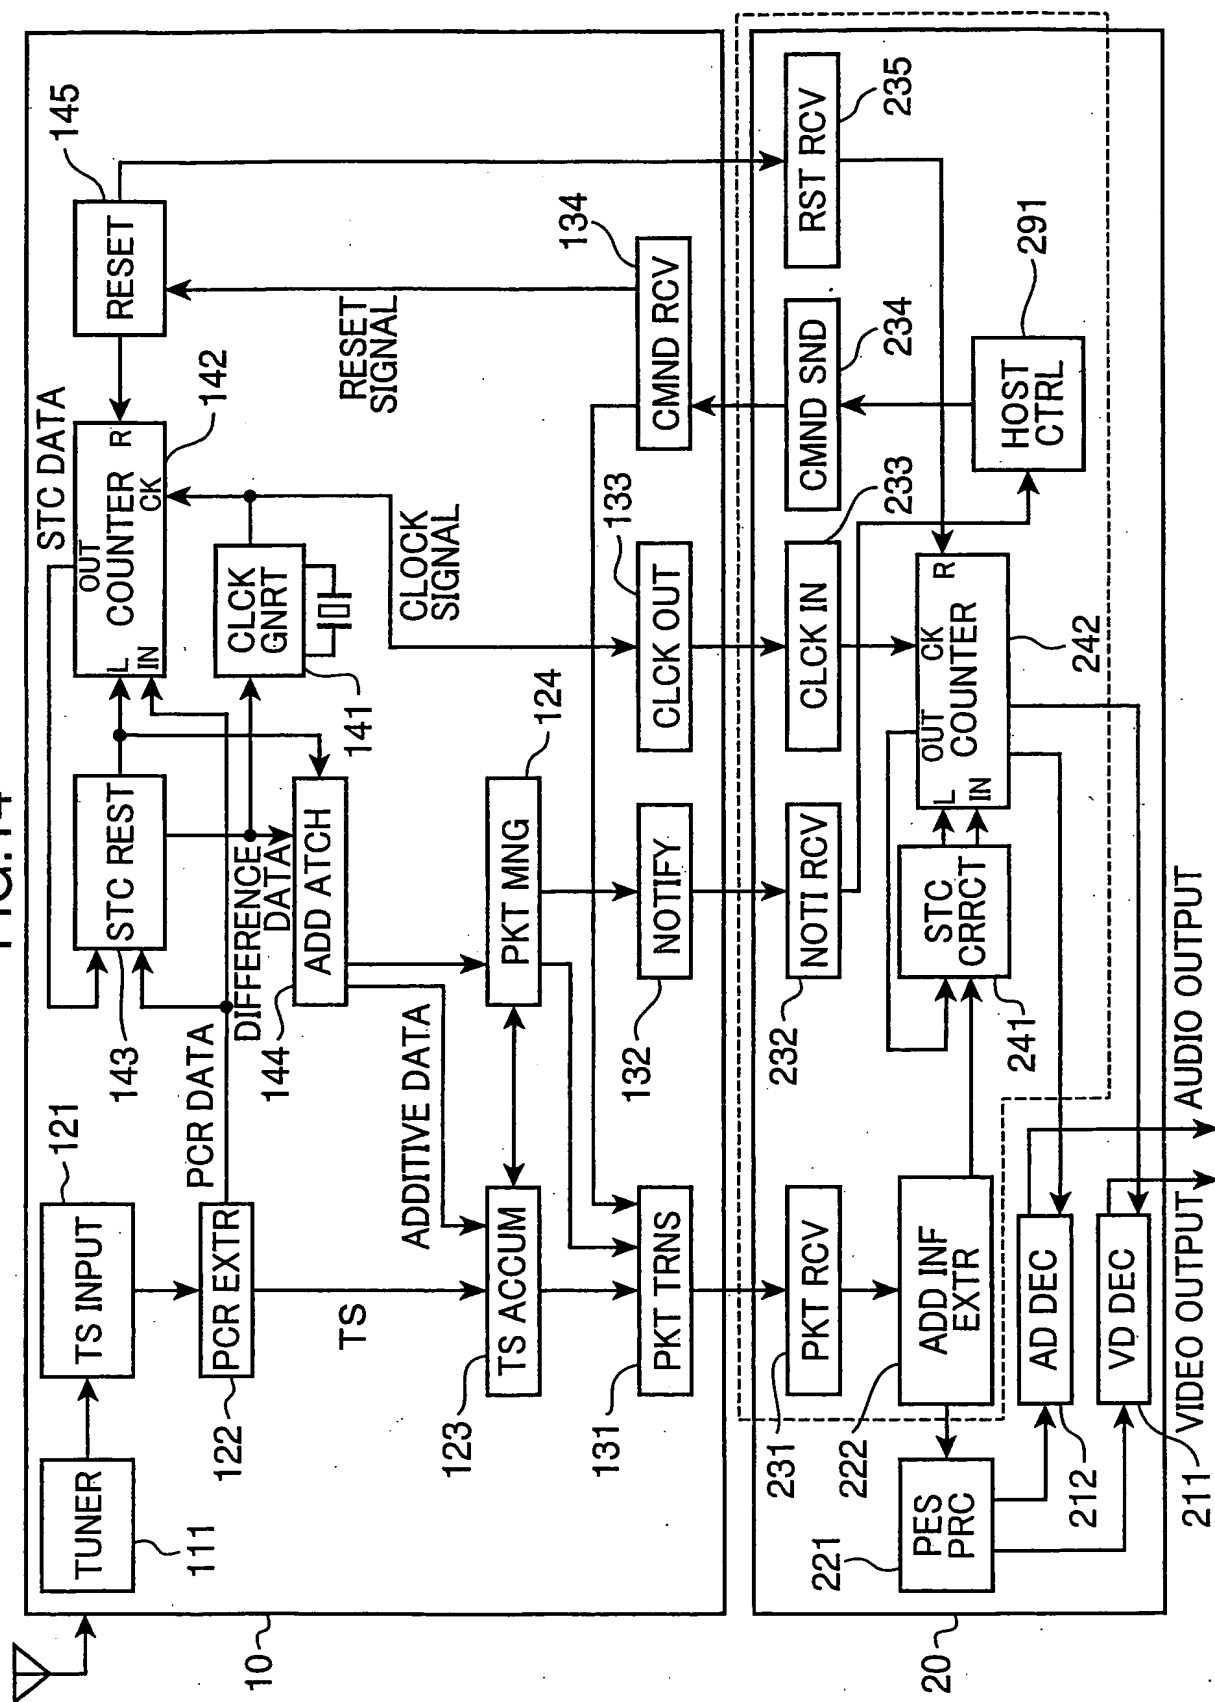 FIG.14
TUNER
111
TS INPUT
121
PCR EXTR
122
PCR DATA
TS
STC REST
143
STC DATA
OUT
COUNTER
L
IN
R
CK
142
RESET
145
CLCK
GNRT
141
DIFFERENCE
DATA
ADD ATCH
144
ADDITIVE DATA
CLOCK
SIGNAL
RESET
SIGNAL
TS ACCUM
123
PKT MNG
124
PKT TRNS
131
NOTIFY
132
CLCK OUT
133
CMND RCV
134
10
PKT RCV
231
NOTI RCV
232
CLCK IN
233
CMND SND
234
RST RCV
235
ADD INF
EXTR
222
STC
CRRCT
241
OUT
CK
R
COUNTER
L
IN
242
HOST
CTRL
291
PES
PRC
221
AD DEC
212
VD DEC
211
20
VIDEO OUTPUT
AUDIO OUTPUT